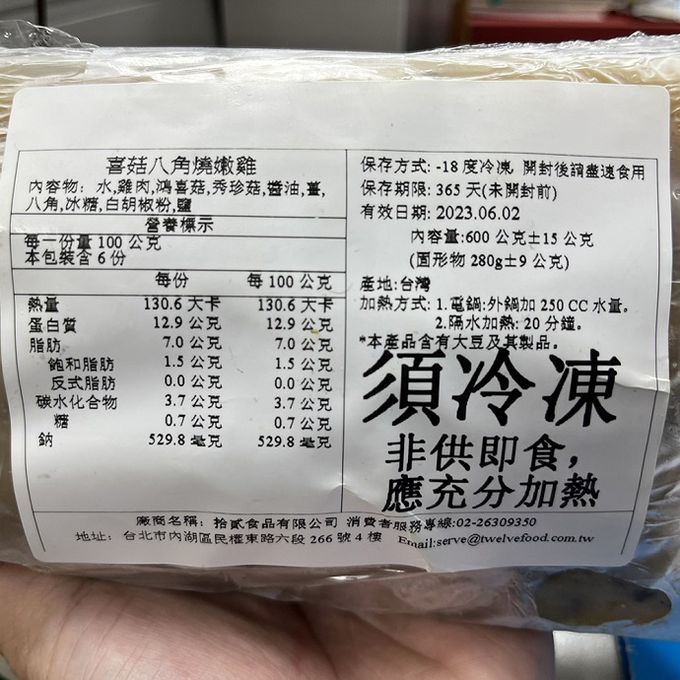 喜菇八角燒嫩雞
內容物: 水,雞肉,鴻喜菇,秀珍菇,醬油,薑,
八角,冰糖,白胡椒粉,鹽
營養標示
每一份量 100 公克
本包裝含 6 份
每份 每 100 公克
熱量 130.6 大卡 130.6 大卡
蛋白質 12.9 公克 12.9 公克
脂肪 7.0 公克 7.0 公克
飽和脂肪 1.5 公克 1.5 公克
反式脂肪 0.0 公克 0.0 公克
碳水化合物 3.7 公克 3.7 公克
糖 0.7 公克 0.7 公克
鈉 529.8 毫克 529.8 毫克
保存方式: -18 度冷凍 開封後請盡速食用
保存期限: 365 天(未開封前)
有效日期: 2023.06.02
內容量:600 公克±15 公克
(固形物 280g±9 公克)
產地:台灣
加熱方式: 1.電鍋:外鍋加 250 CC 水量.
2.隔水加熱: 20 分鐘.
*本產品含有大豆及其製品.
須冷凍
非供即食,
應充分加熱
廠商名稱: 拾貳食品有限公司 消費者服務專線:02-26309350
地址: 台北市內湖區民權東路六段 266 號 4 樓 Email:serve@twelvefood.com.tw